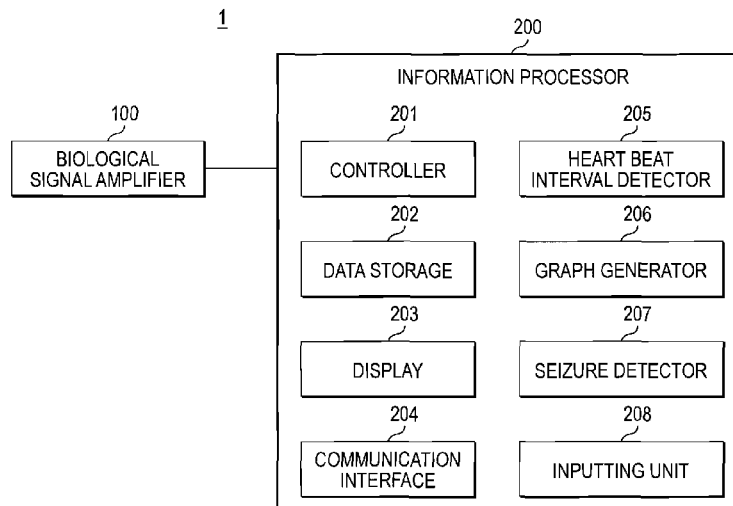 1
200
INFORMATION PROCESSOR
100
BIOLOGICAL
SIGNAL AMPLIFIER
201
CONTROLLER
205
HEART BEAT
INTERVAL DETECTOR
202
DATA STORAGE
206
GRAPH GENERATOR
203
DISPLAY
207
SEIZURE DETECTOR
204
COMMUNICATION
INTERFACE
208
INPUTTING UNIT